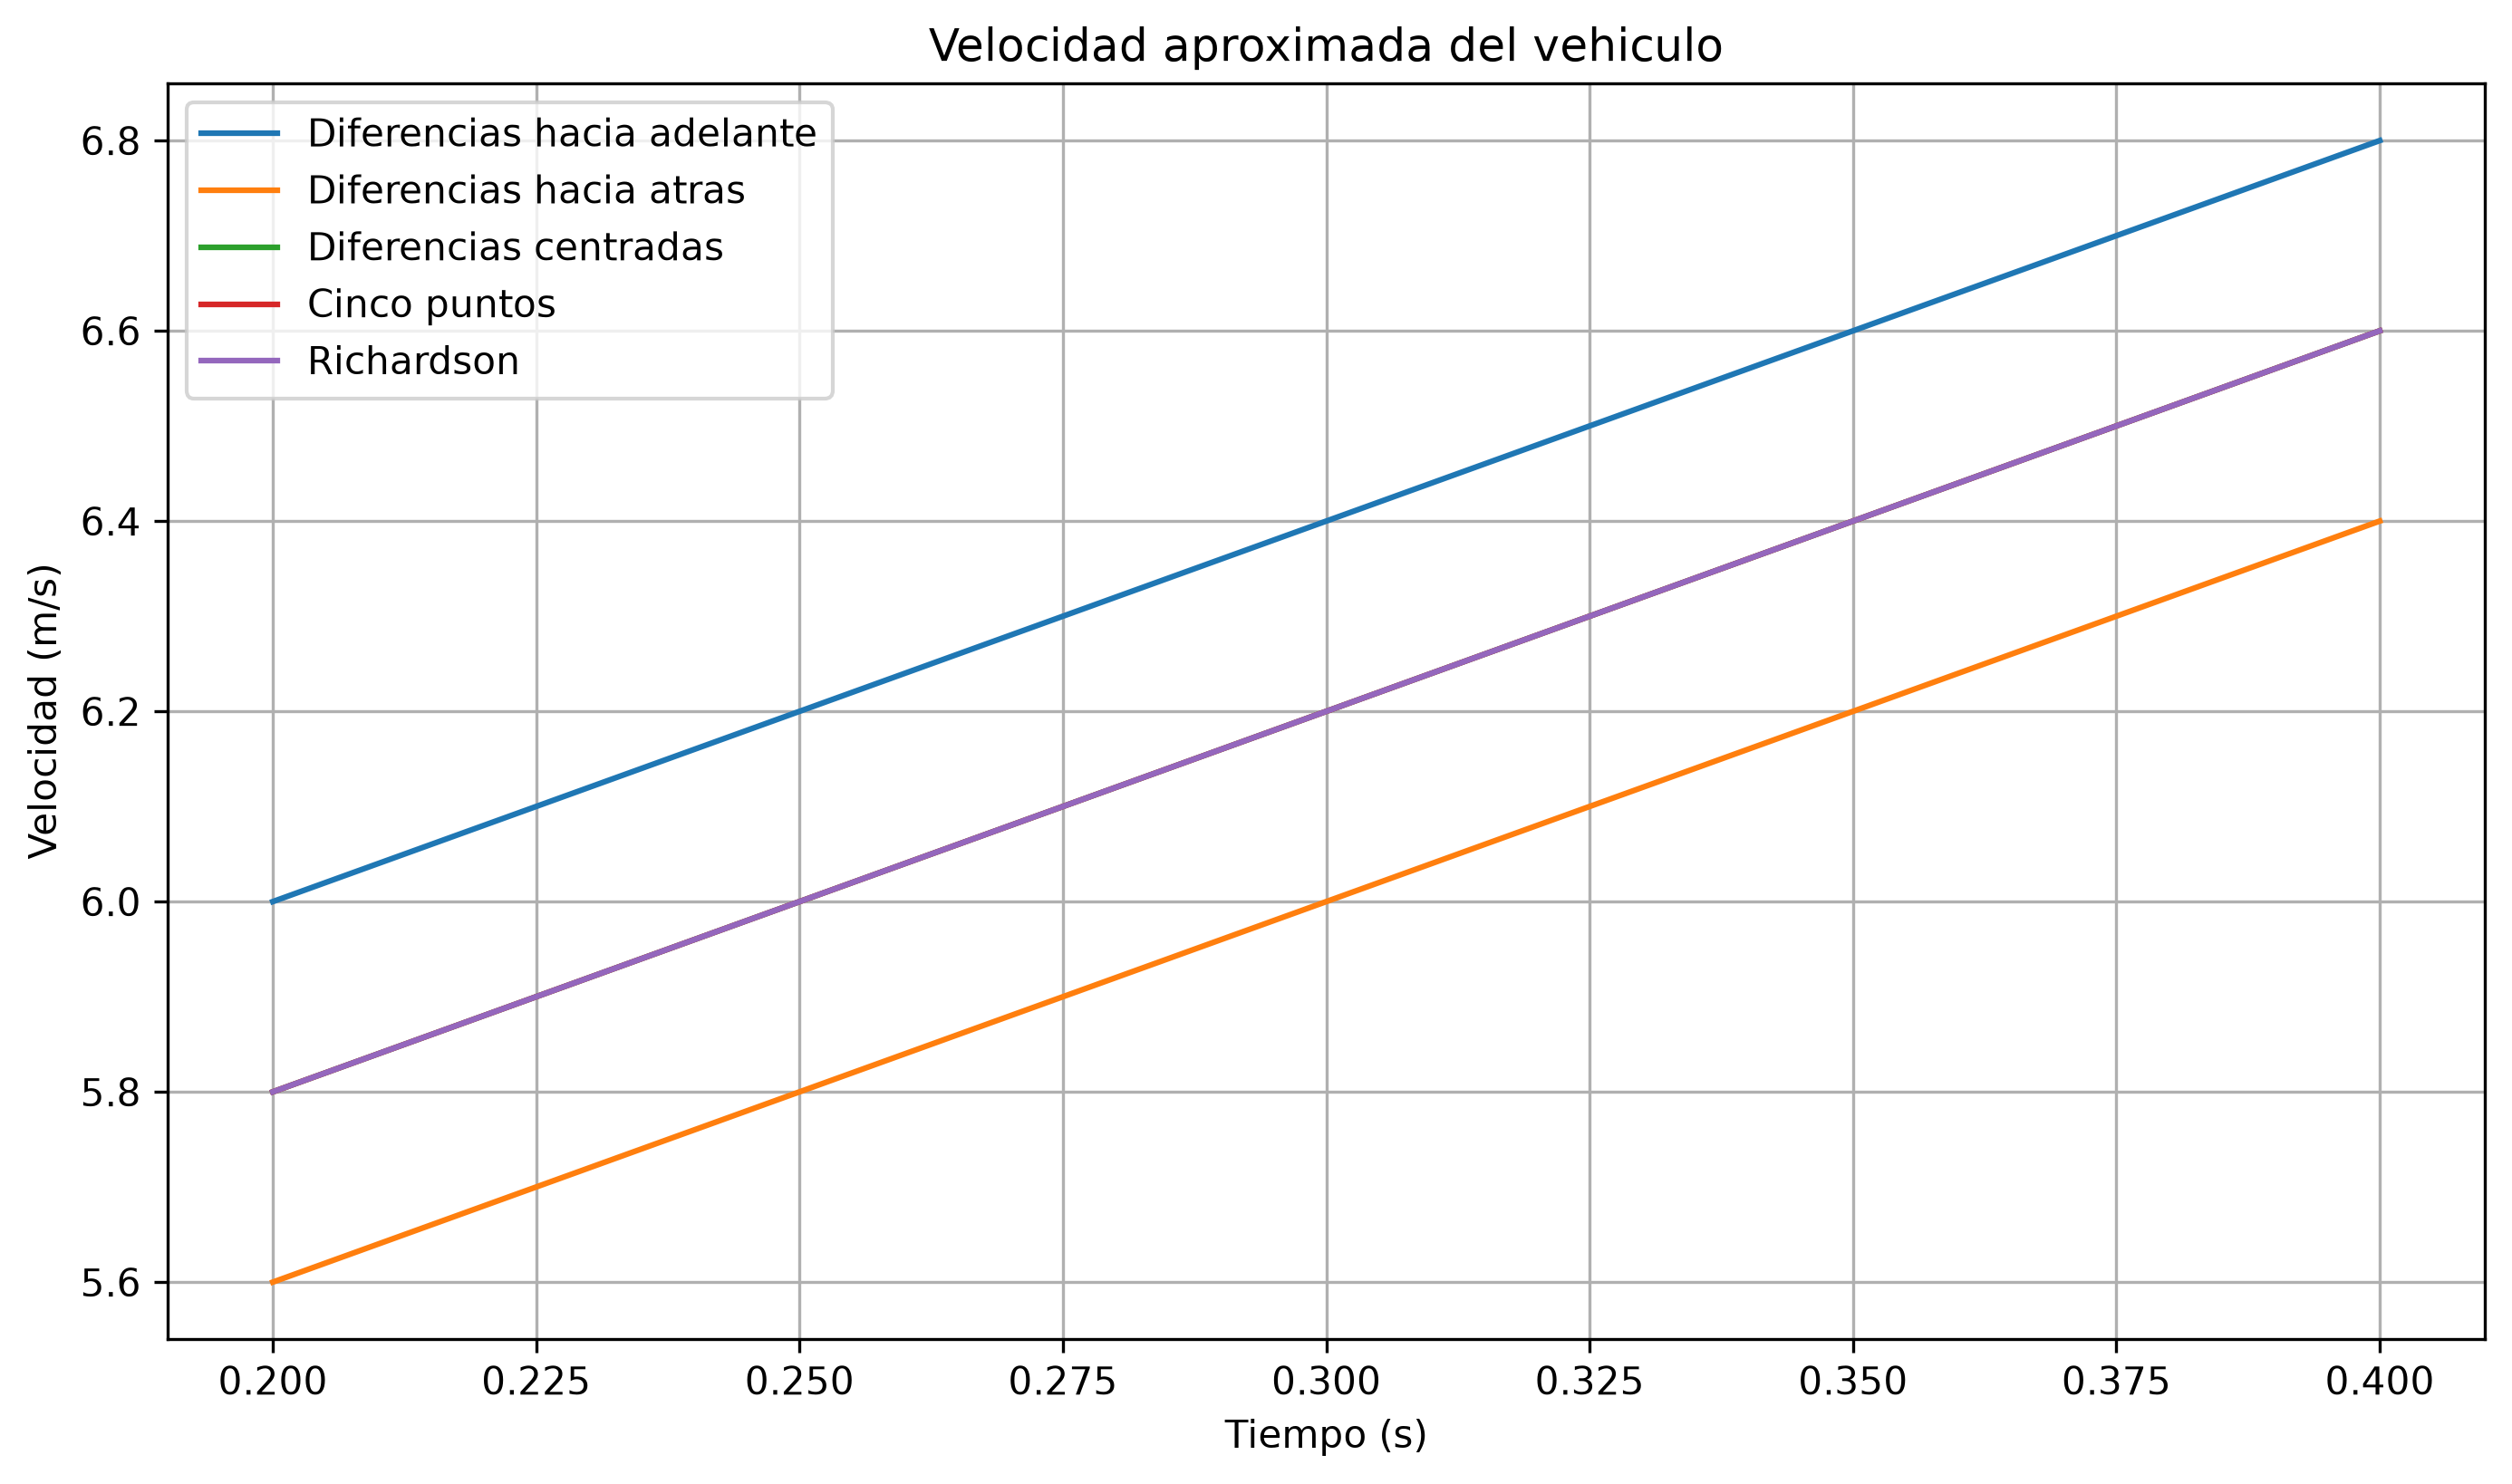 Velocidad aproximada del vehiculo
Diferencias hacia adelante
Diferencias hacia atras
Diferencias centradas
Cinco puntos
Richardson
Velocidad (m/s)
6.8
6.6
6.4
6.2
6.0
5.8
5.6
0.200 0.225 0.250 0.275 0.300 0.325 0.350 0.375 0.400
Tiempo (s)